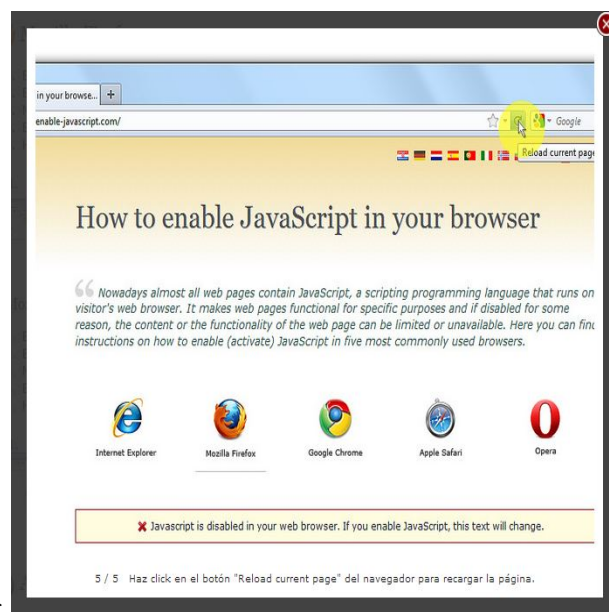 in your browse... +
enable-javascript.com/
Google
Reload current page
How to enable JavaScript in your browser
Nowadays almost all web pages contain JavaScript, a scripting programming language that runs on
visitor's web browser. It makes web pages functional for specific purposes and if disabled for some
reason, the content or the functionality of the web page can be limited or unavailable. Here you can find
instructions on how to enable (activate) JavaScript in five most commonly used browsers.
Internet Explorer
Mozilla Firefox
Google Chrome
Apple Safari
Opera
Javascript is disabled in your web browser. If you enable JavaScript, this text will change.
5 / 5 Haz click en el botón "Reload current page" del navegador para recargar la página.